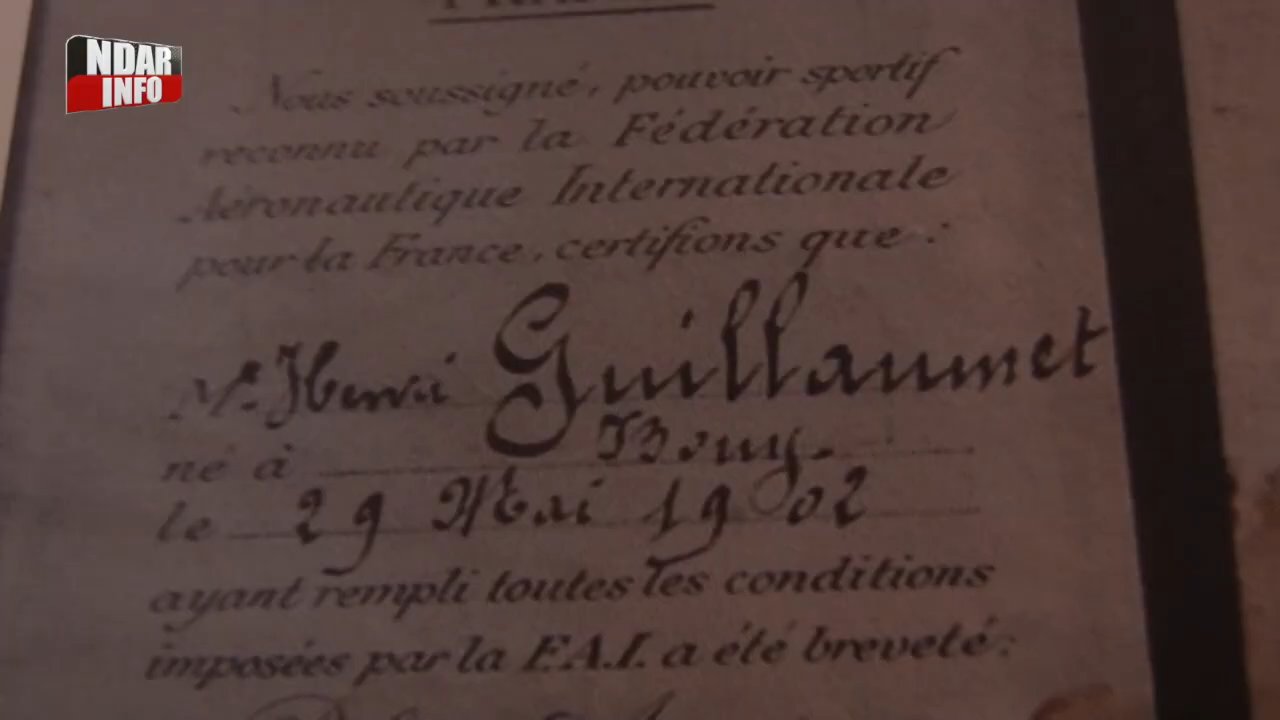 NDAR
INFO
Nous soussigné, pouvoir sportif
reconnu par la Fédération
Aéronautique Internationale
pour la France, certifions que :
Mr. Henri Guillaumet
né à Bouy.
le 29 Mai 1902
ayant rempli toutes les conditions
imposées par la F.A.I. a été breveté: